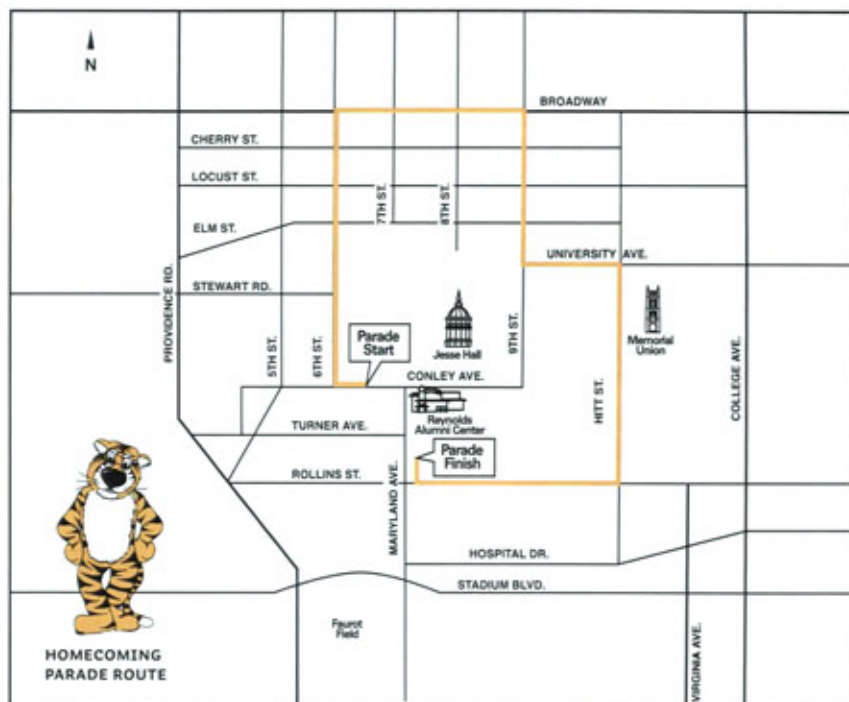 N
BROADWAY
CHERRY ST.
LOCUST ST.
7TH ST.
8TH ST.
ELM ST.
UNIVERSITY AVE.
STEWART RD.
PROVIDENCE RD.
5TH ST.
6TH ST.
Parade
Start
Jesse Hall
9TH ST.
Memorial
Union
CONLEY AVE.
COLLEGE AVE.
HITT ST.
Reynolds
Alumni Center
TURNER AVE.
Parade
Finish
ROLLINS ST.
MARYLAND AVE.
HOSPITAL DR.
STADIUM BLVD.
Faurot
Field
VIRGINIA AVE.
HOMECOMING
PARADE ROUTE